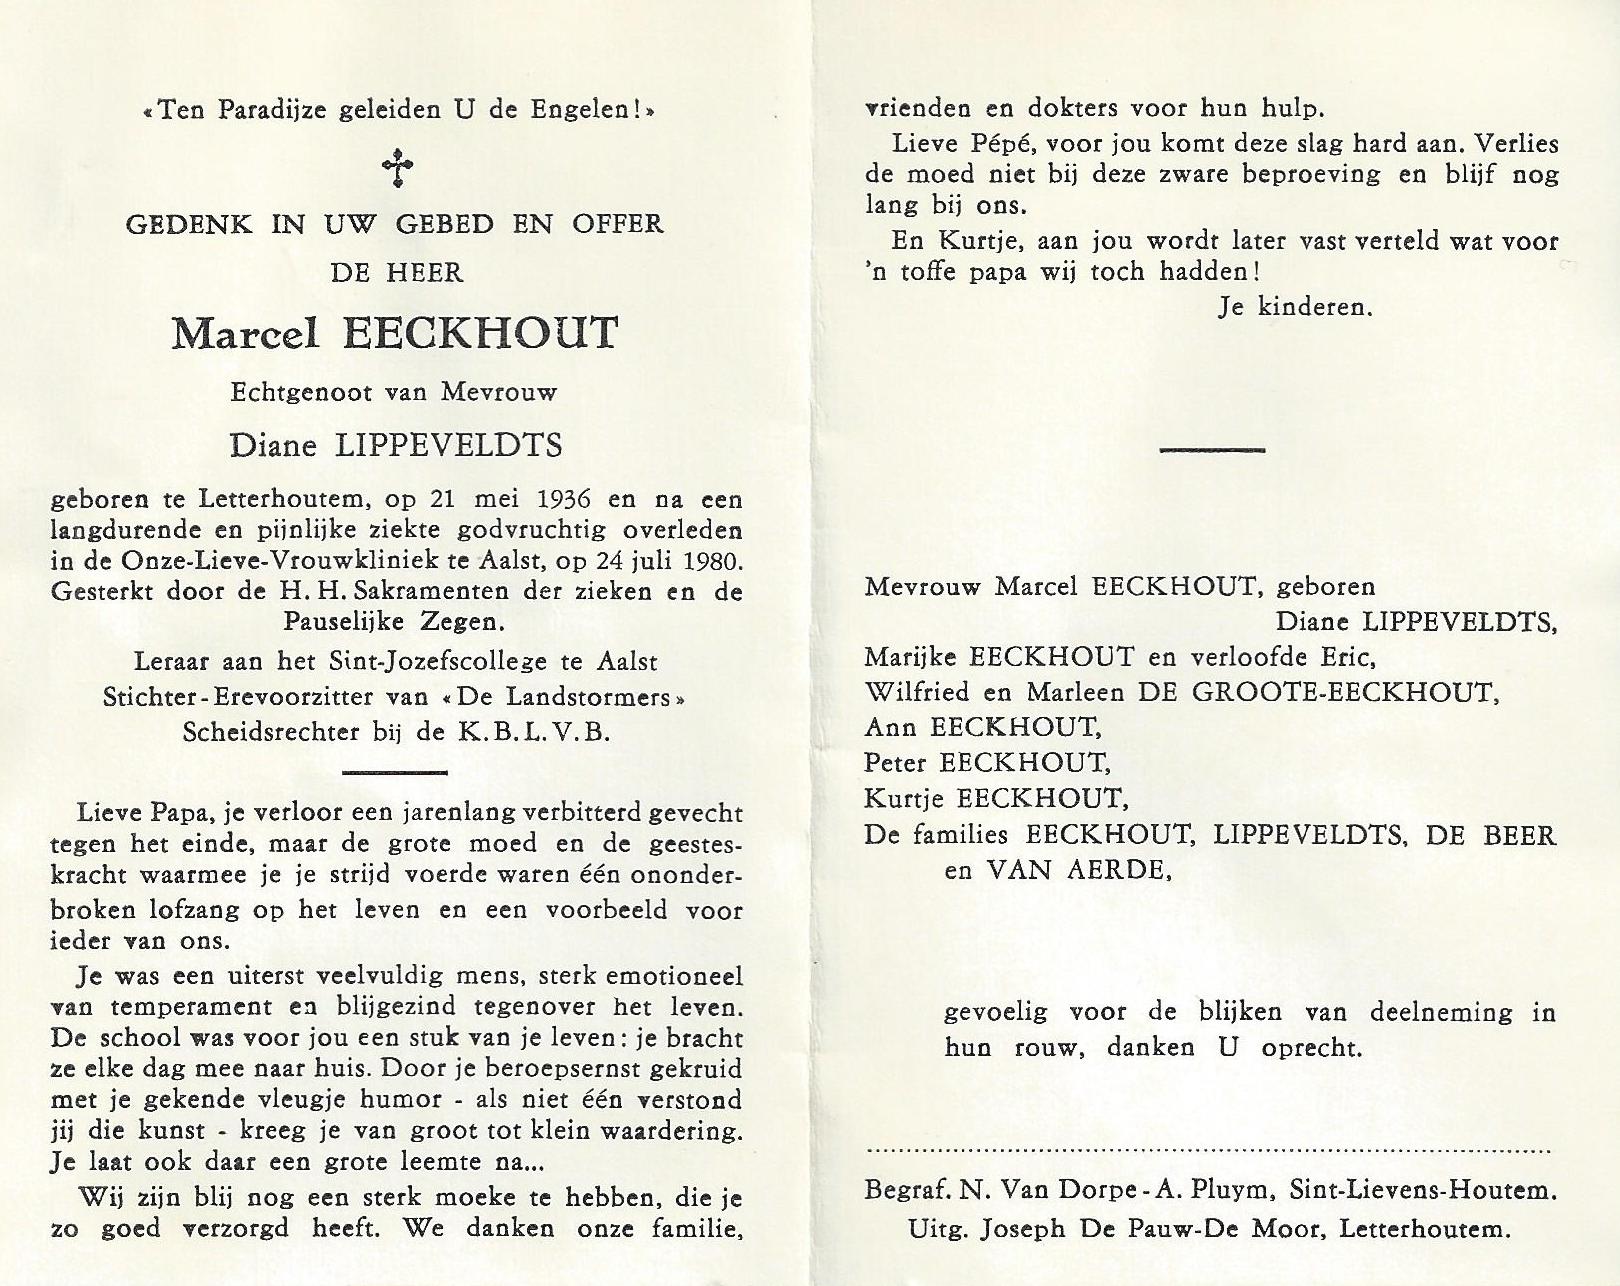 «Ten Paradijze geleiden U de Engelen!»
GEDENK IN UW GEBED EN OFFER
DE HEER
Marcel EECKHOUT
Echtgenoot van Mevrouw
Diane LIPPEVELDTS
geboren te Letterhoutem, op 21 mei 1936 en na een
langdurende en pijnlijke ziekte godvruchtig overleden
in de Onze-Lieve-Vrouwkliniek te Aalst, op 24 juli 1980.
Gesterkt door de H. H. Sakramenten der zieken en de
Pauselijke Zegen.
Leraar aan het Sint-Jozefscollege te Aalst
Stichter-Erevoorzitter van «De Landstormers»
Scheidsrechter bij de K.B.L.V.B.
Lieve Papa, je verloor een jarenlang verbitterd gevecht
tegen het einde, maar de grote moed en de geestes-
kracht waarmee je je strijd voerde waren één ononder-
broken lofzang op het leven en een voorbeeld voor
ieder van ons.
Je was een uiterst veelvuldig mens, sterk emotioneel
van temperament en blijgezind tegenover het leven.
De school was voor jou een stuk van je leven: je bracht
ze elke dag mee naar huis. Door je beroepsernst gekruid
met je gekende vleugje humor - als niet één verstond
jij die kunst - kreeg je van groot tot klein waardering.
Je laat ook daar een grote leemte na...
Wij zijn blij nog een sterk moeke te hebben, die je
zo goed verzorgd heeft. We danken onze familie,
vrienden en dokters voor hun hulp.
Lieve Pépé, voor jou komt deze slag hard aan. Verlies
de moed niet bij deze zware beproeving en blijf nog
lang bij ons.
En Kurtje, aan jou wordt later vast verteld wat voor
'n toffe papa wij toch hadden!
Je kinderen.
Mevrouw Marcel EECKHOUT, geboren
Diane LIPPEVELDTS,
Marijke EECKHOUT en verloofde Eric,
Wilfried en Marleen DE GROOTE-EECKHOUT,
Ann EECKHOUT,
Peter EECKHOUT,
Kurtje EECKHOUT,
De families EECKHOUT, LIPPEVELDTS, DE BEER
en VAN AERDE,
gevoelig voor de blijken van deelneming in
hun rouw, danken U oprecht.
Begraf. N. Van Dorpe - A. Pluym, Sint-Lievens-Houtem.
Uitg. Joseph De Pauw-De Moor, Letterhoutem.